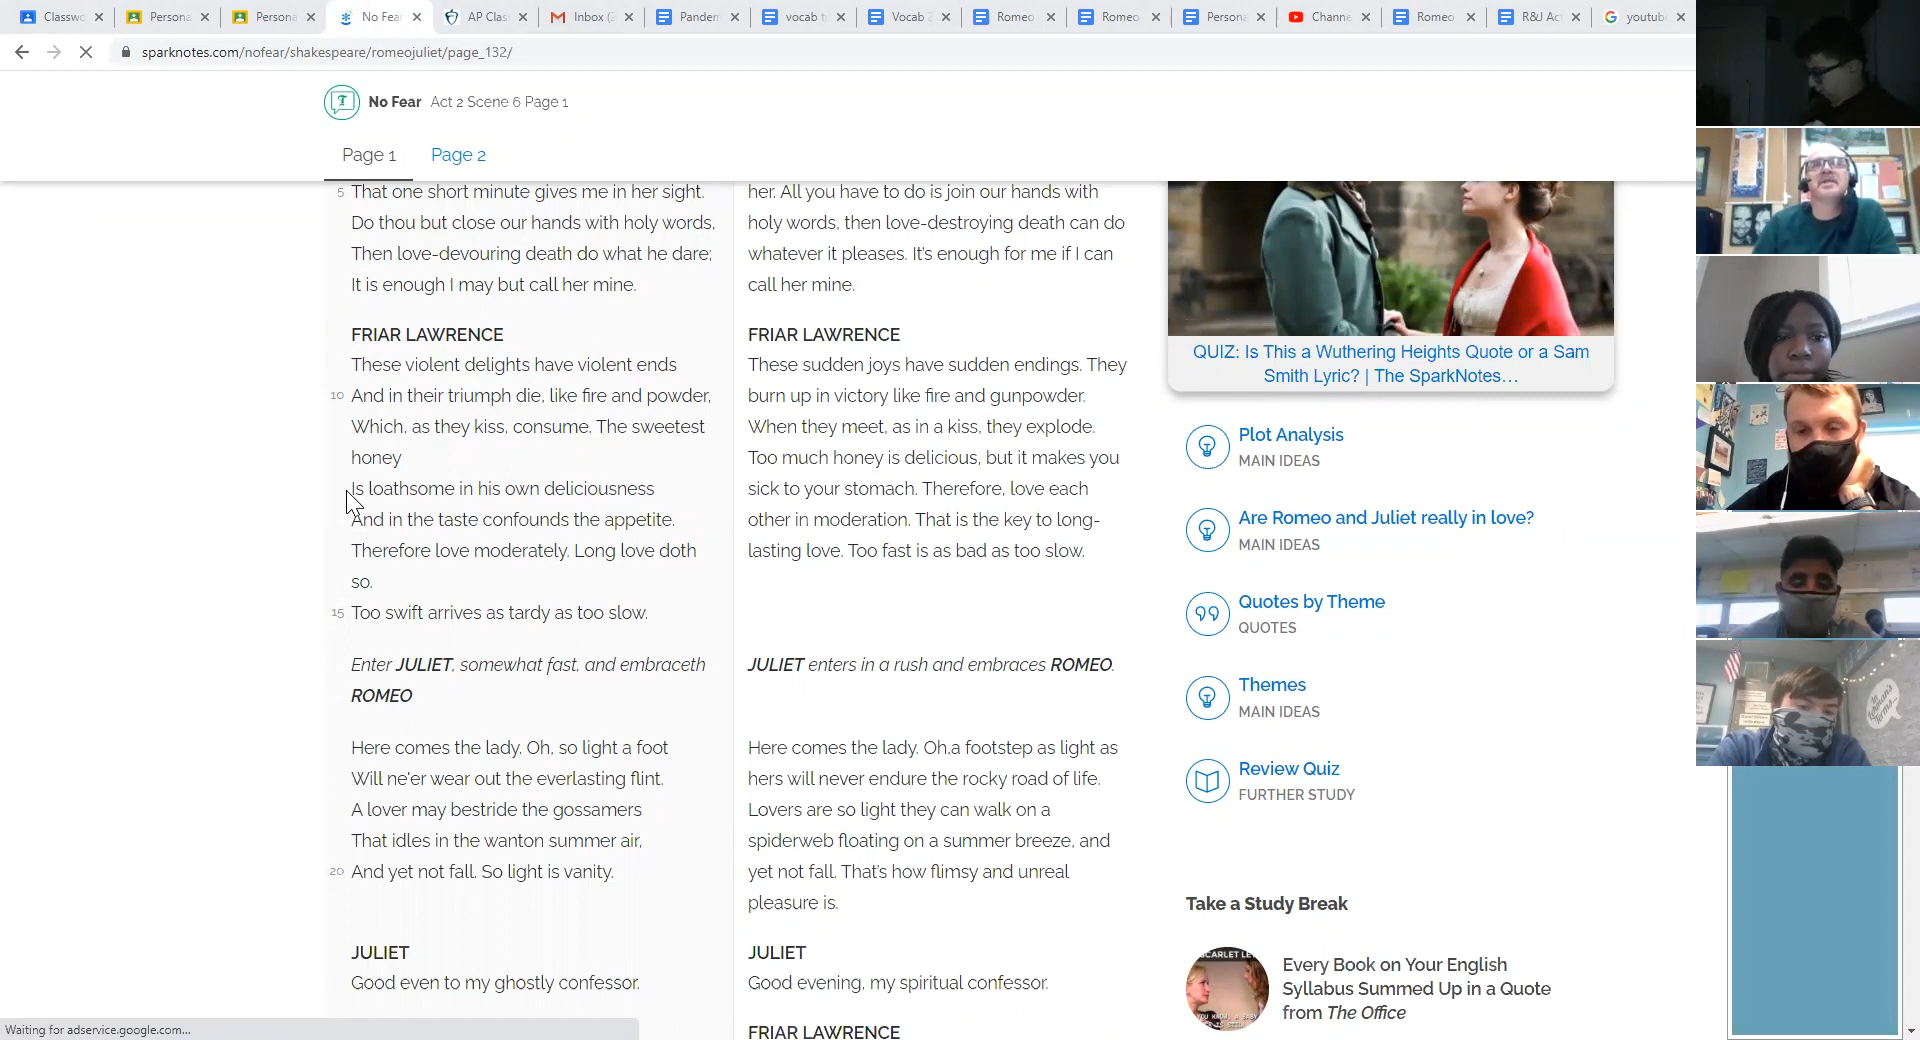 Classwo
Persona
Persona
No Fea
AP Clas
Inbox (2
Pandem
vocab t
Vocab 2
Romeo
Romeo
Persona
Channe
Romeo
R&J Act
youtub
sparknotes.com/nofear/shakespeare/romeojuliet/page_132/
No Fear Act 2 Scene 6 Page 1
Page 1 Page 2
5 That one short minute gives me in her sight.
Do thou but close our hands with holy words,
Then love-devouring death do what he dare;
It is enough I may but call her mine.
FRIAR LAWRENCE
These violent delights have violent ends
10 And in their triumph die, like fire and powder,
Which, as they kiss, consume. The sweetest
honey
Is loathsome in his own deliciousness
And in the taste confounds the appetite.
Therefore love moderately. Long love doth
so.
15 Too swift arrives as tardy as too slow.
Enter JULIET, somewhat fast, and embraceth
ROMEO
Here comes the lady. Oh, so light a foot
Will ne'er wear out the everlasting flint.
A lover may bestride the gossamers
That idles in the wanton summer air,
20 And yet not fall. So light is vanity.
JULIET
Good even to my ghostly confessor.
her. All you have to do is join our hands with
holy words, then love-destroying death can do
whatever it pleases. It's enough for me if I can
call her mine.
FRIAR LAWRENCE
These sudden joys have sudden endings. They
burn up in victory like fire and gunpowder.
When they meet, as in a kiss, they explode.
Too much honey is delicious, but it makes you
sick to your stomach. Therefore, love each
other in moderation. That is the key to long-
lasting love. Too fast is as bad as too slow.
JULIET enters in a rush and embraces ROMEO.
Here comes the lady. Oh,a footstep as light as
hers will never endure the rocky road of life.
Lovers are so light they can walk on a
spiderweb floating on a summer breeze, and
yet not fall. That's how flimsy and unreal
pleasure is.
JULIET
Good evening, my spiritual confessor.
FRIAR LAWRENCE
QUIZ: Is This a Wuthering Heights Quote or a Sam
Smith Lyric? | The SparkNotes…
Plot Analysis
MAIN IDEAS
Are Romeo and Juliet really in love?
MAIN IDEAS
Quotes by Theme
QUOTES
Themes
MAIN IDEAS
Review Quiz
FURTHER STUDY
Take a Study Break
SCARLET LE
Every Book on Your English
Syllabus Summed Up in a Quote
from The Office
In
Lehman's
Terms...
Waiting for adservice.google.com...